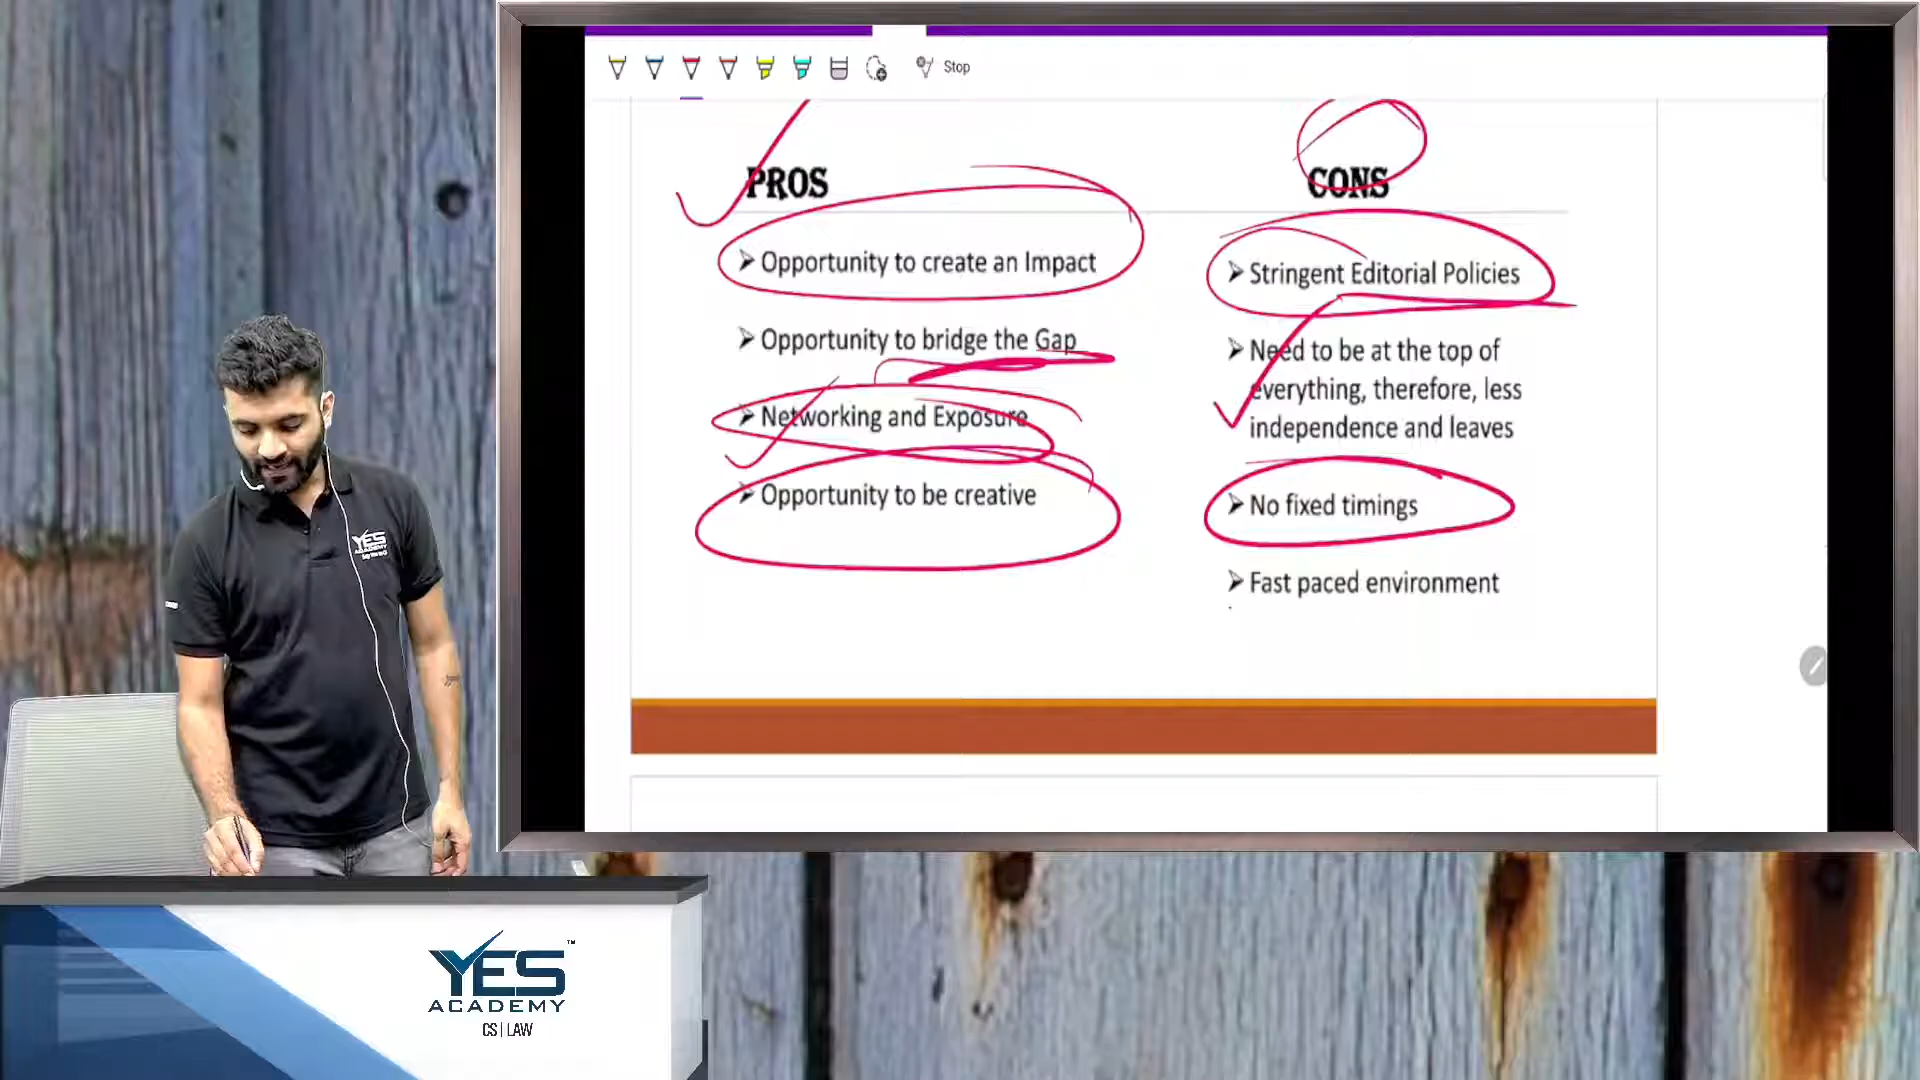 Stop
PROS
CONS
➢ Opportunity to create an Impact
➢ Opportunity to bridge the Gap
➢ Networking and Exposure
➢ Opportunity to be creative
➢ Stringent Editorial Policies
➢ Need to be at the top of
everything, therefore, less
independence and leaves
➢ No fixed timings
➢ Fast paced environment
YES
ACADEMY
YES™
ACADEMY
CS | LAW